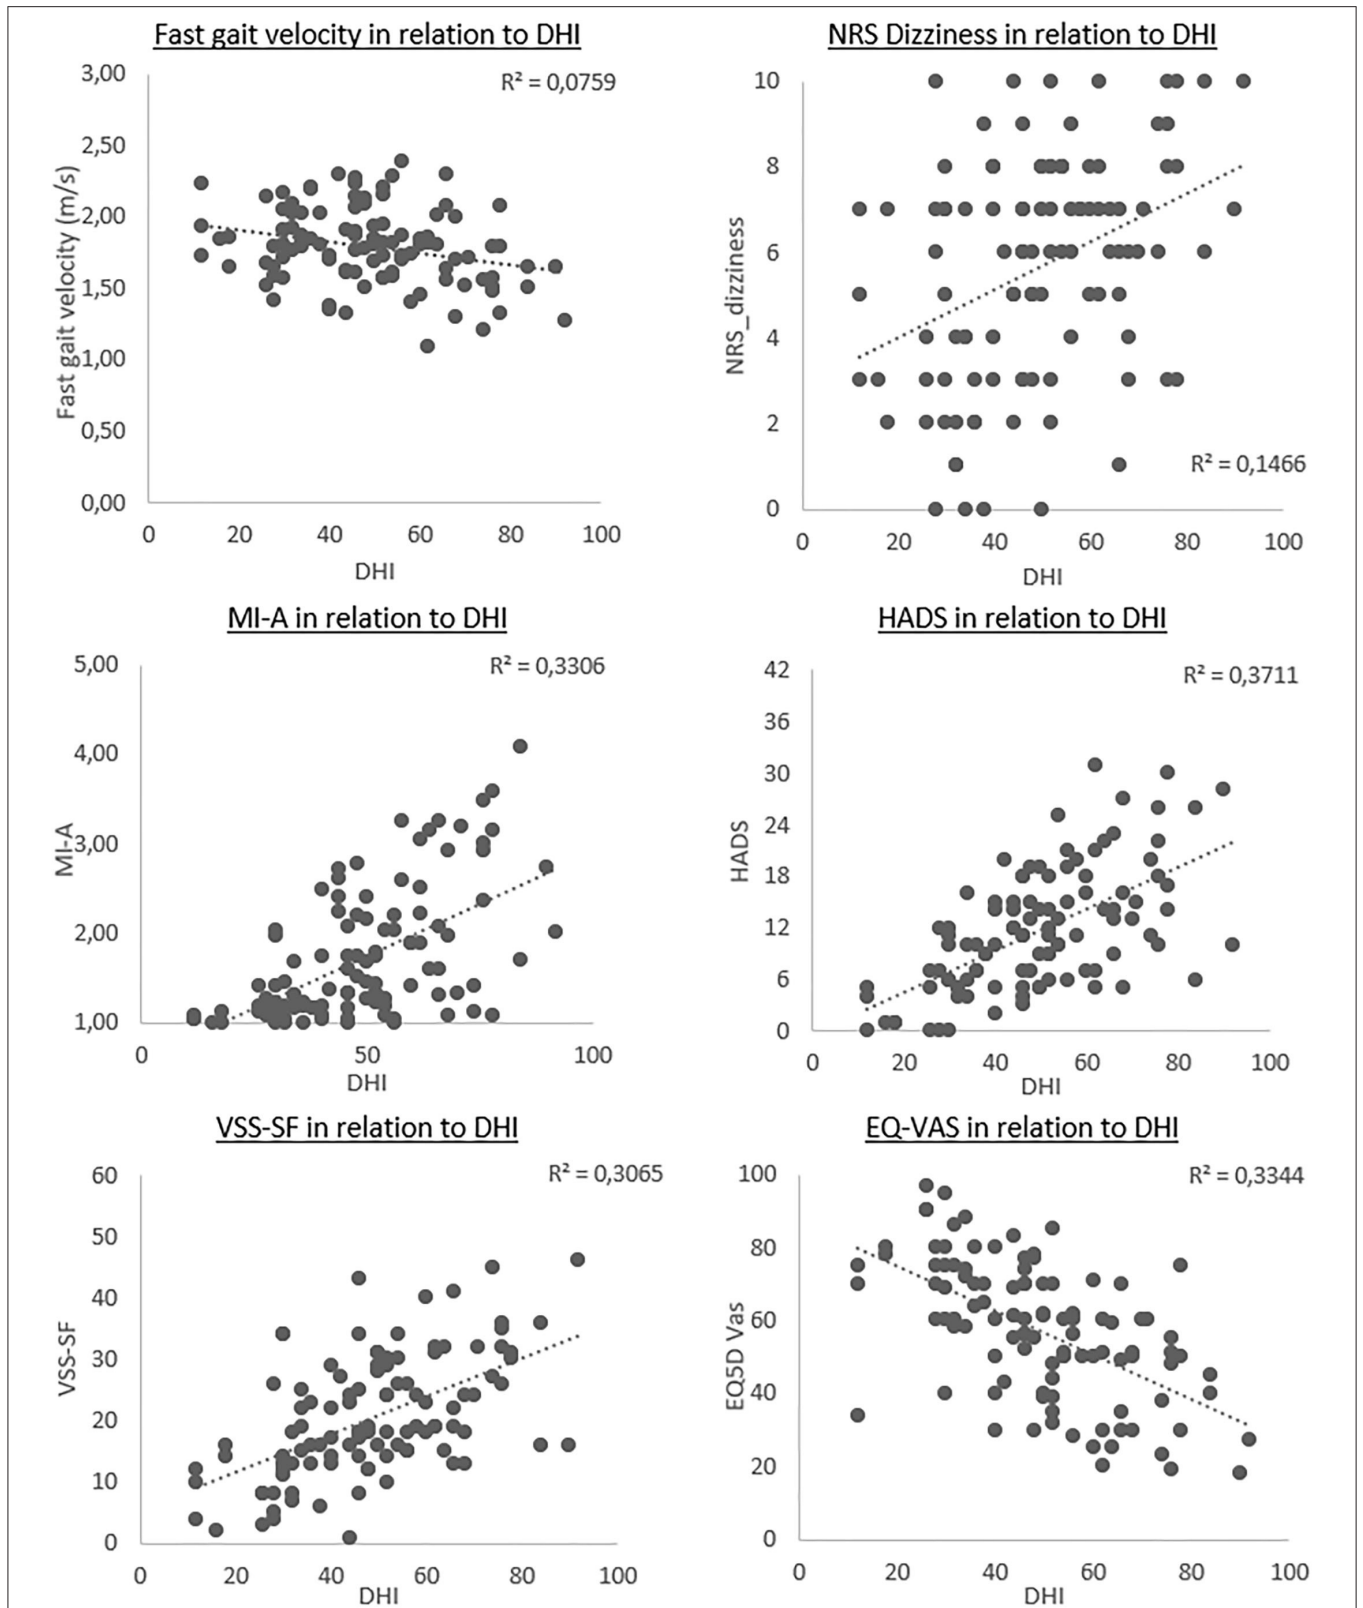 Fast gait velocity in relation to DHI
R² = 0,0759
3,00
2,50
2,00
1,50
1,00
0,50
0,00
Fast gait velocity (m/s)
0 20 40 60 80 100
DHI
NRS Dizziness in relation to DHI
10
8
6
4
2
0
NRS_dizziness
R² = 0,1466
0 20 40 60 80 100
DHI
MI-A in relation to DHI
R² = 0,3306
5,00
4,00
3,00
2,00
1,00
MI-A
0 50 100
DHI
HADS in relation to DHI
R² = 0,3711
42
36
30
24
18
12
6
0
HADS
0 20 40 60 80 100
DHI
VSS-SF in relation to DHI
R² = 0,3065
60
50
40
30
20
10
0
VSS-SF
0 20 40 60 80 100
DHI
EQ-VAS in relation to DHI
R² = 0,3344
100
80
60
40
20
0
EQ5D Vas
0 20 40 60 80 100
DHI